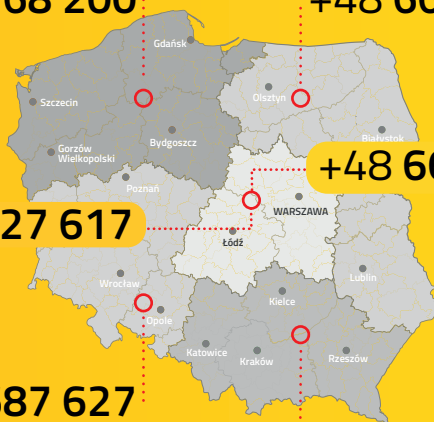 68 200
+48 60
Gdańsk
Szczecin
Olsztyn
Gorzów
Wielkopolski
Bydgoszcz
Białystok
+48 60
Poznań
WARSZAWA
27 617
Łódź
Wrocław
Lublin
Opole
Kielce
Katowice
Kraków
Rzeszów
87 627